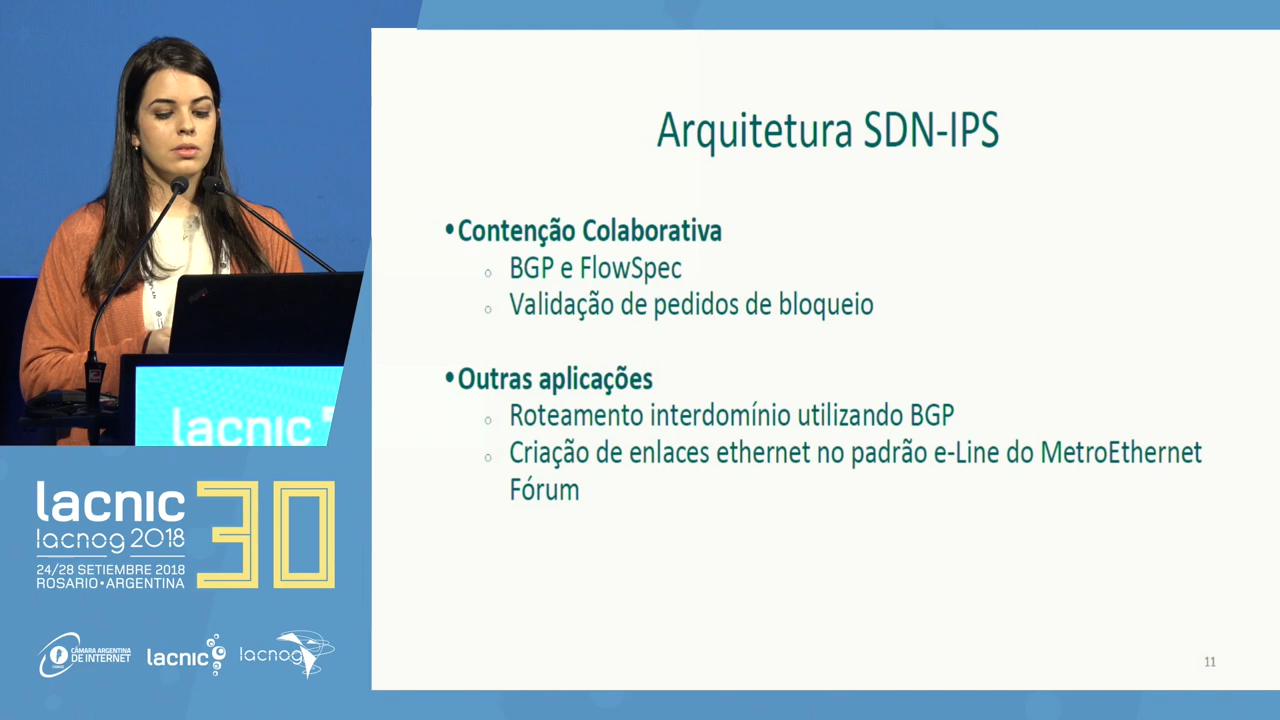 Arquitetura SDN-IPS
•Contenção Colaborativa
○ BGP e FlowSpec
○ Validação de pedidos de bloqueio
•Outras aplicações
○ Roteamento interdomínio utilizando BGP
○ Criação de enlaces ethernet no padrão e-Line do MetroEthernet
Fórum
11
lacnic
lacnic 30
lacnog 2018
24/28 SETIEMBRE 2018
ROSARIO•ARGENTINA
CÁMARA ARGENTINA
DE INTERNET
lacnic
lacnog